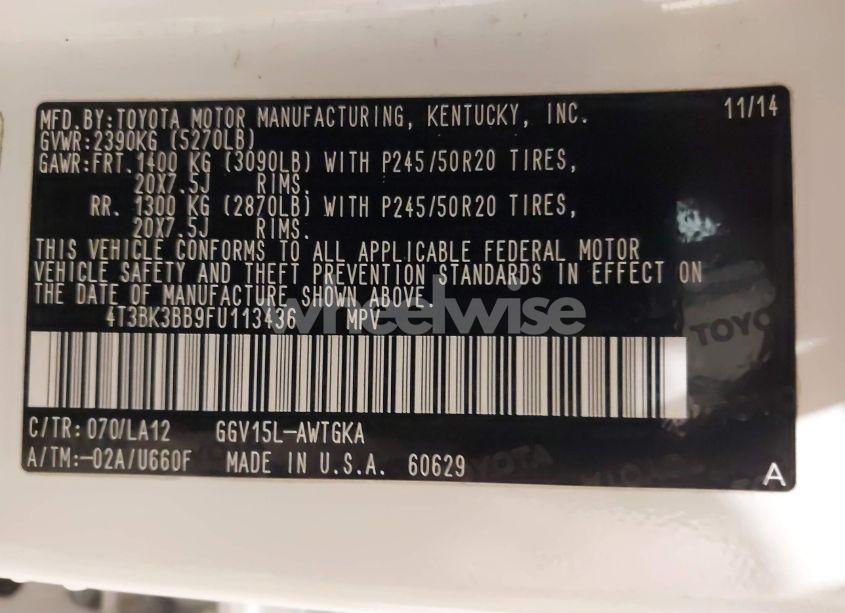 MFD.BY:TOYOTA MOTOR MANUFACTURING, KENTUCKY, INC. 11/14
GVWR:2390KG (5270LB)
GAWR:FRT.1400 KG (3090LB) WITH P245/50R20 TIRES,
20X7.5J RIMS.
RR. 1300 KG (2870LB) WITH P245/50R20 TIRES,
20X7.5J RIMS.
THIS VEHICLE CONFORMS TO ALL APPLICABLE FEDERAL MOTOR
VEHICLE SAFETY AND THEFT PREVENTION STANDARDS IN EFFECT ON
THE DATE OF MANUFACTURE SHOWN ABOVE.
4T3BK3BB9FU113436 MPV
wheelwise
TOYO
C/TR: 070/LA12 GGV15L-AWTGKA
A/TM:-02A/U660F MADE IN U.S.A. 60629
TOYOTA
A